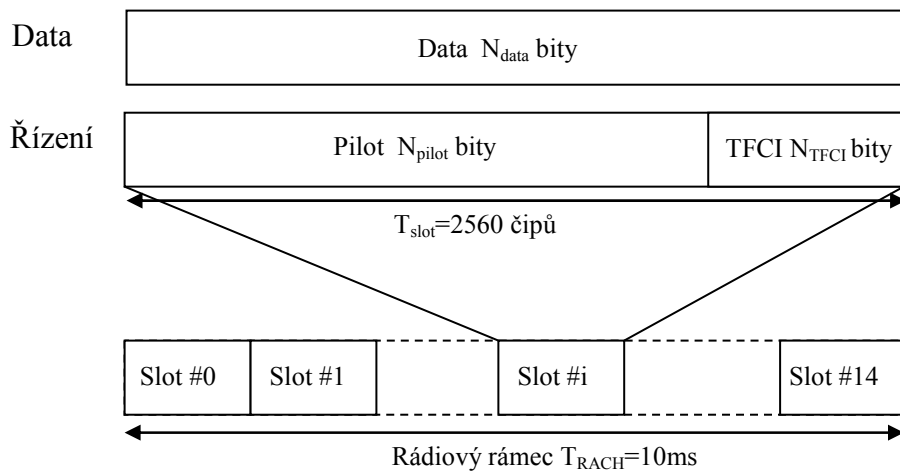 Data
Data N_data bity
Řízení
Pilot N_pilot bity
TFCI N_TFCI bity
T_slot=2560 čipů
Slot #0
Slot #1
Slot #i
Slot #14
Rádiový rámec T_RACH=10ms